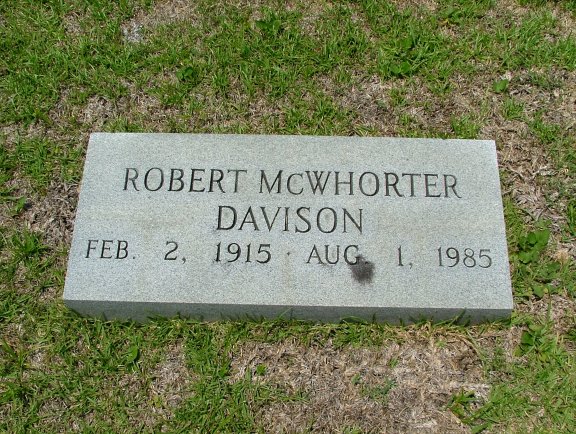 ROBERT McWHORTER
DAVISON
FEB. 2, 1915 · AUG. 1, 1985